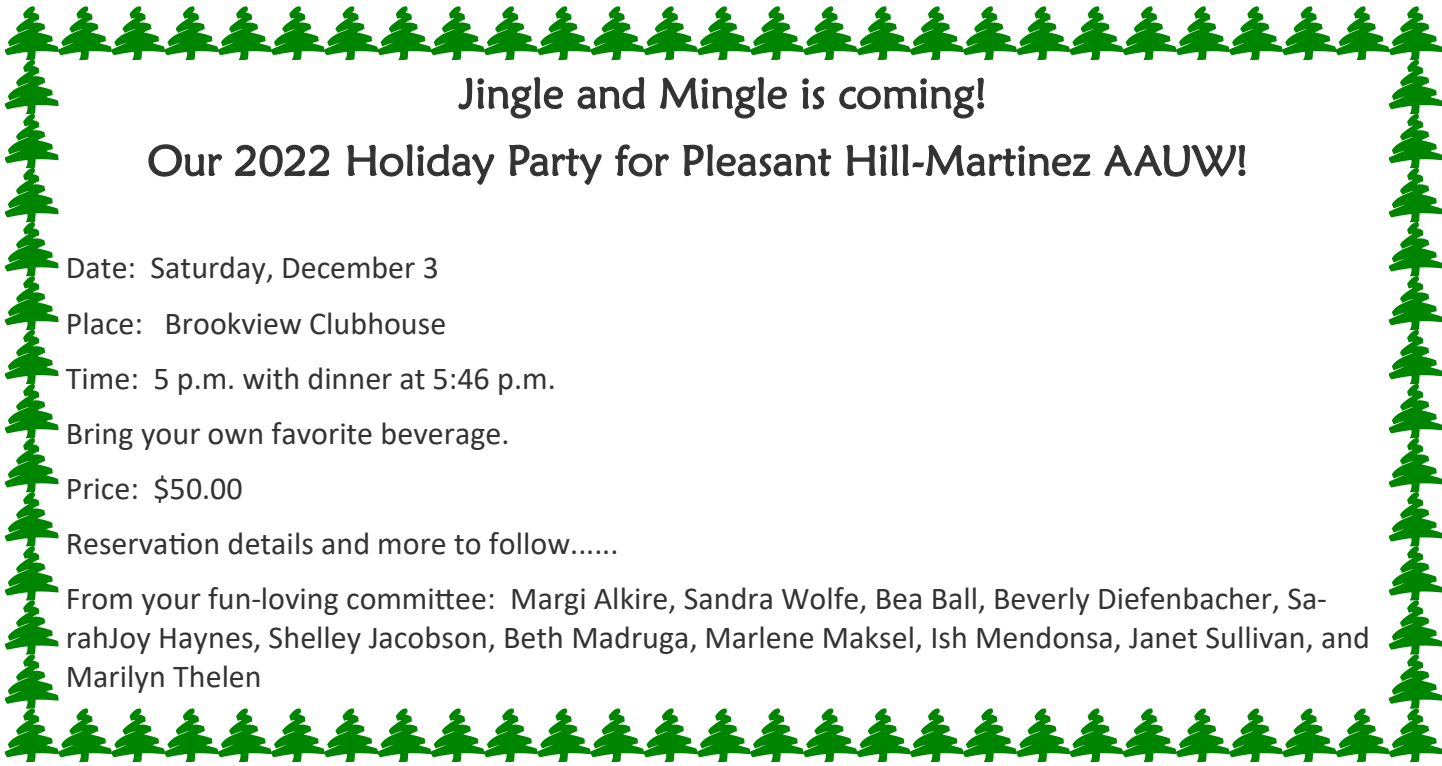 Jingle and Mingle is coming!
Our 2022 Holiday Party for Pleasant Hill-Martinez AAUW!
Date:  Saturday, December 3
Place:   Brookview Clubhouse
Time:  5 p.m. with dinner at 5:46 p.m.
Bring your own favorite beverage.
Price:  $50.00
Reservation details and more to follow......
From your fun-loving committee:  Margi Alkire, Sandra Wolfe, Bea Ball, Beverly Diefenbacher, Sa-
rahJoy Haynes, Shelley Jacobson, Beth Madruga, Marlene Maksel, Ish Mendonsa, Janet Sullivan, and
Marilyn Thelen